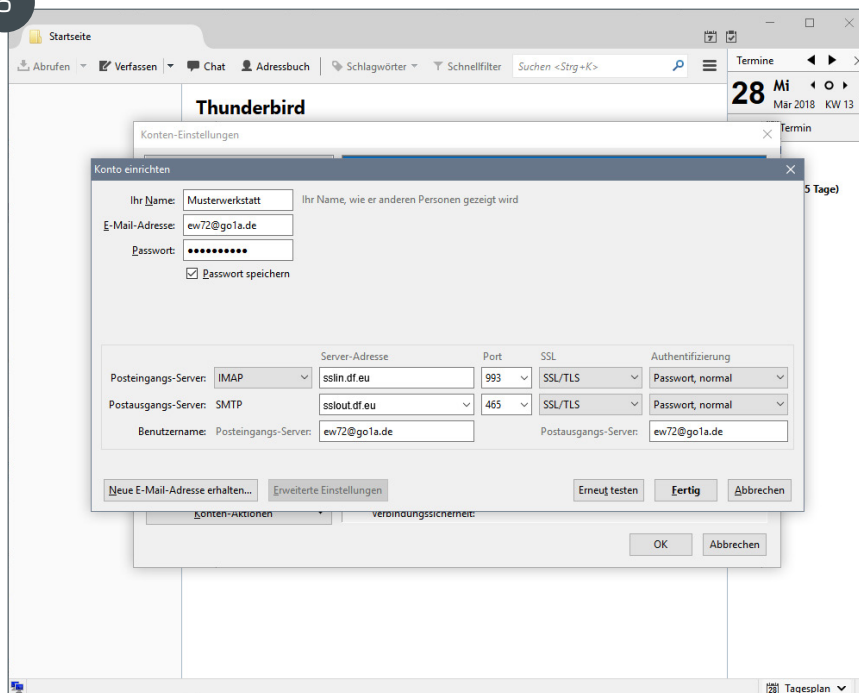 Startseite
Abrufen Verfassen Chat Adressbuch Schlagwörter Schnellfilter Suchen <Strg+K>
Termine
28 Mi
Mär 2018 KW 13
Termin
5 Tage)
Thunderbird
Konten-Einstellungen
Konto einrichten
Ihr Name: Musterwerkstatt Ihr Name, wie er anderen Personen gezeigt wird
E-Mail-Adresse: ew72@go1a.de
Passwort: ••••••••••
Passwort speichern
Server-Adresse Port SSL Authentifizierung
Posteingangs-Server: IMAP sslin.df.eu 993 SSL/TLS Passwort, normal
Postausgangs-Server: SMTP sslout.df.eu 465 SSL/TLS Passwort, normal
Benutzername: Posteingangs-Server: ew72@go1a.de Postausgangs-Server: ew72@go1a.de
Neue E-Mail-Adresse erhalten... Erweiterte Einstellungen Erneut testen Fertig Abbrechen
Konten-Aktionen Verbindungssicherheit:
OK Abbrechen
28 Tagesplan